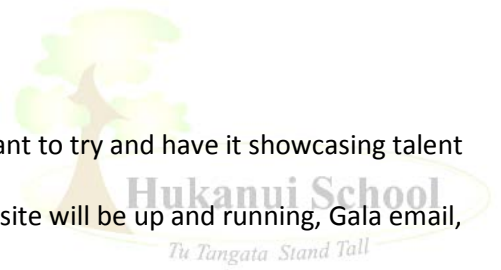 ant to try and have it showcasing talent
Hukanui School
site will be up and running, Gala email,
Tu Tangata Stand Tall